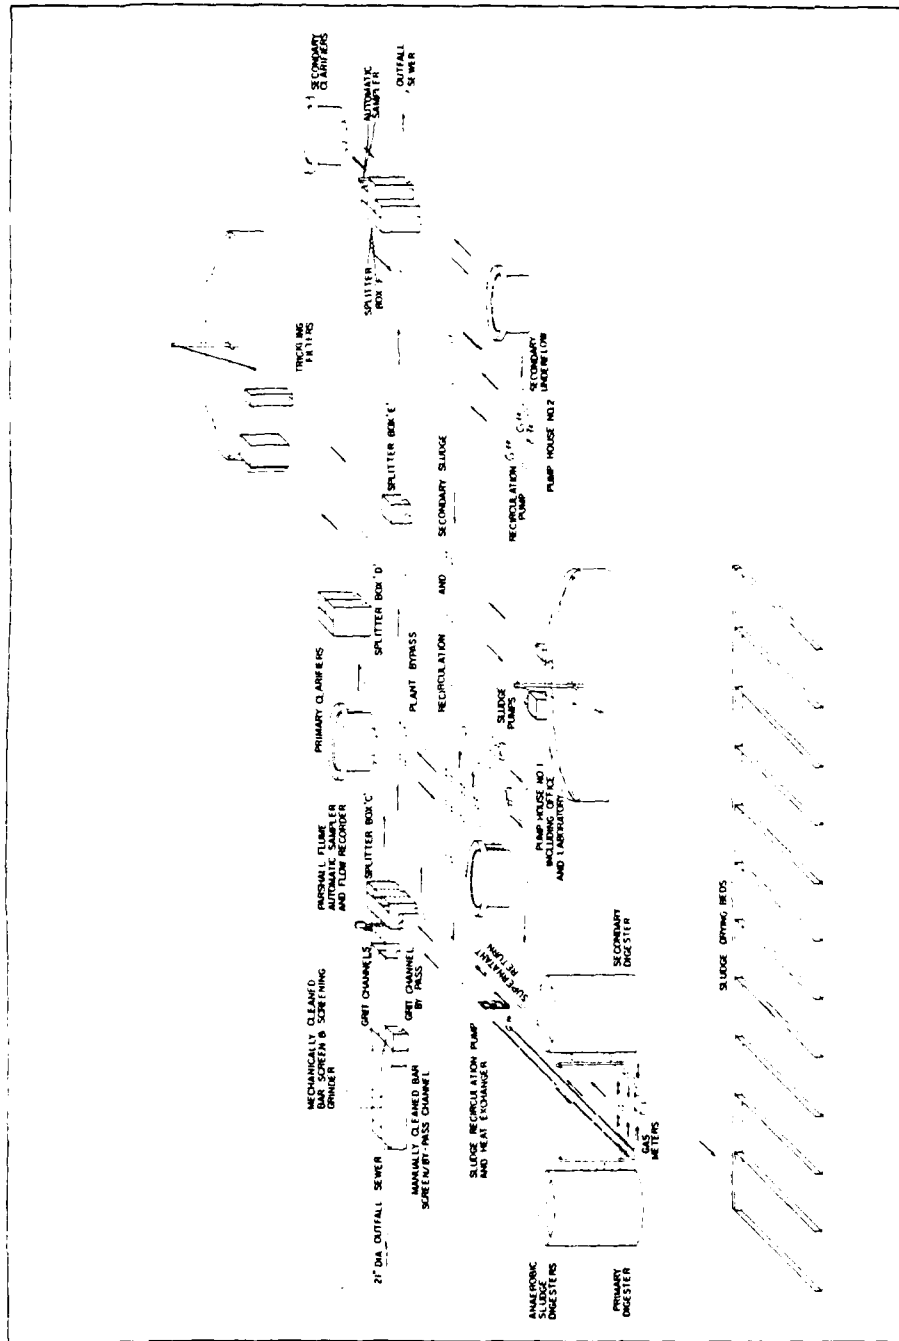 SECONDARY
CLARIFIERS
AUTOMATIC
SAMPLER
OUTFALL
SEWER
TRICKLING
FILTERS
SPLITTER
BOX 'F'
SPLITTER BOX 'E'
SECONDARY
UNDERFLOW
RECIRCULATION
PUMP
PUMP HOUSE NO.2
PRIMARY CLARIFIERS
SPLITTER BOX 'D'
PLANT BYPASS
RECIRCULATION AND SECONDARY SLUDGE
SLUDGE
PUMPS
PARSHALL FLUME
AUTOMATIC SAMPLER
AND FLOW RECORDER
SPLITTER BOX 'C'
PUMP HOUSE NO 1
INCLUDING OFFICE
AND LABORATORY
MECHANICALLY CLEANED
BAR SCREEN & SCREENING
GRINDER
GRIT CHANNELS
GRIT CHANNEL
BY PASS
SUPERNATANT
RETURN
21" DIA OUTFALL SEWER
MANUALLY CLEANED BAR
SCREEN/BY-PASS CHANNEL
SLUDGE RECIRCULATION PUMP
AND HEAT EXCHANGER
SECONDARY
DIGESTER
GAS
METERS
ANAEROBIC
SLUDGE
DIGESTERS
PRIMARY
DIGESTER
SLUDGE DRYING BEDS